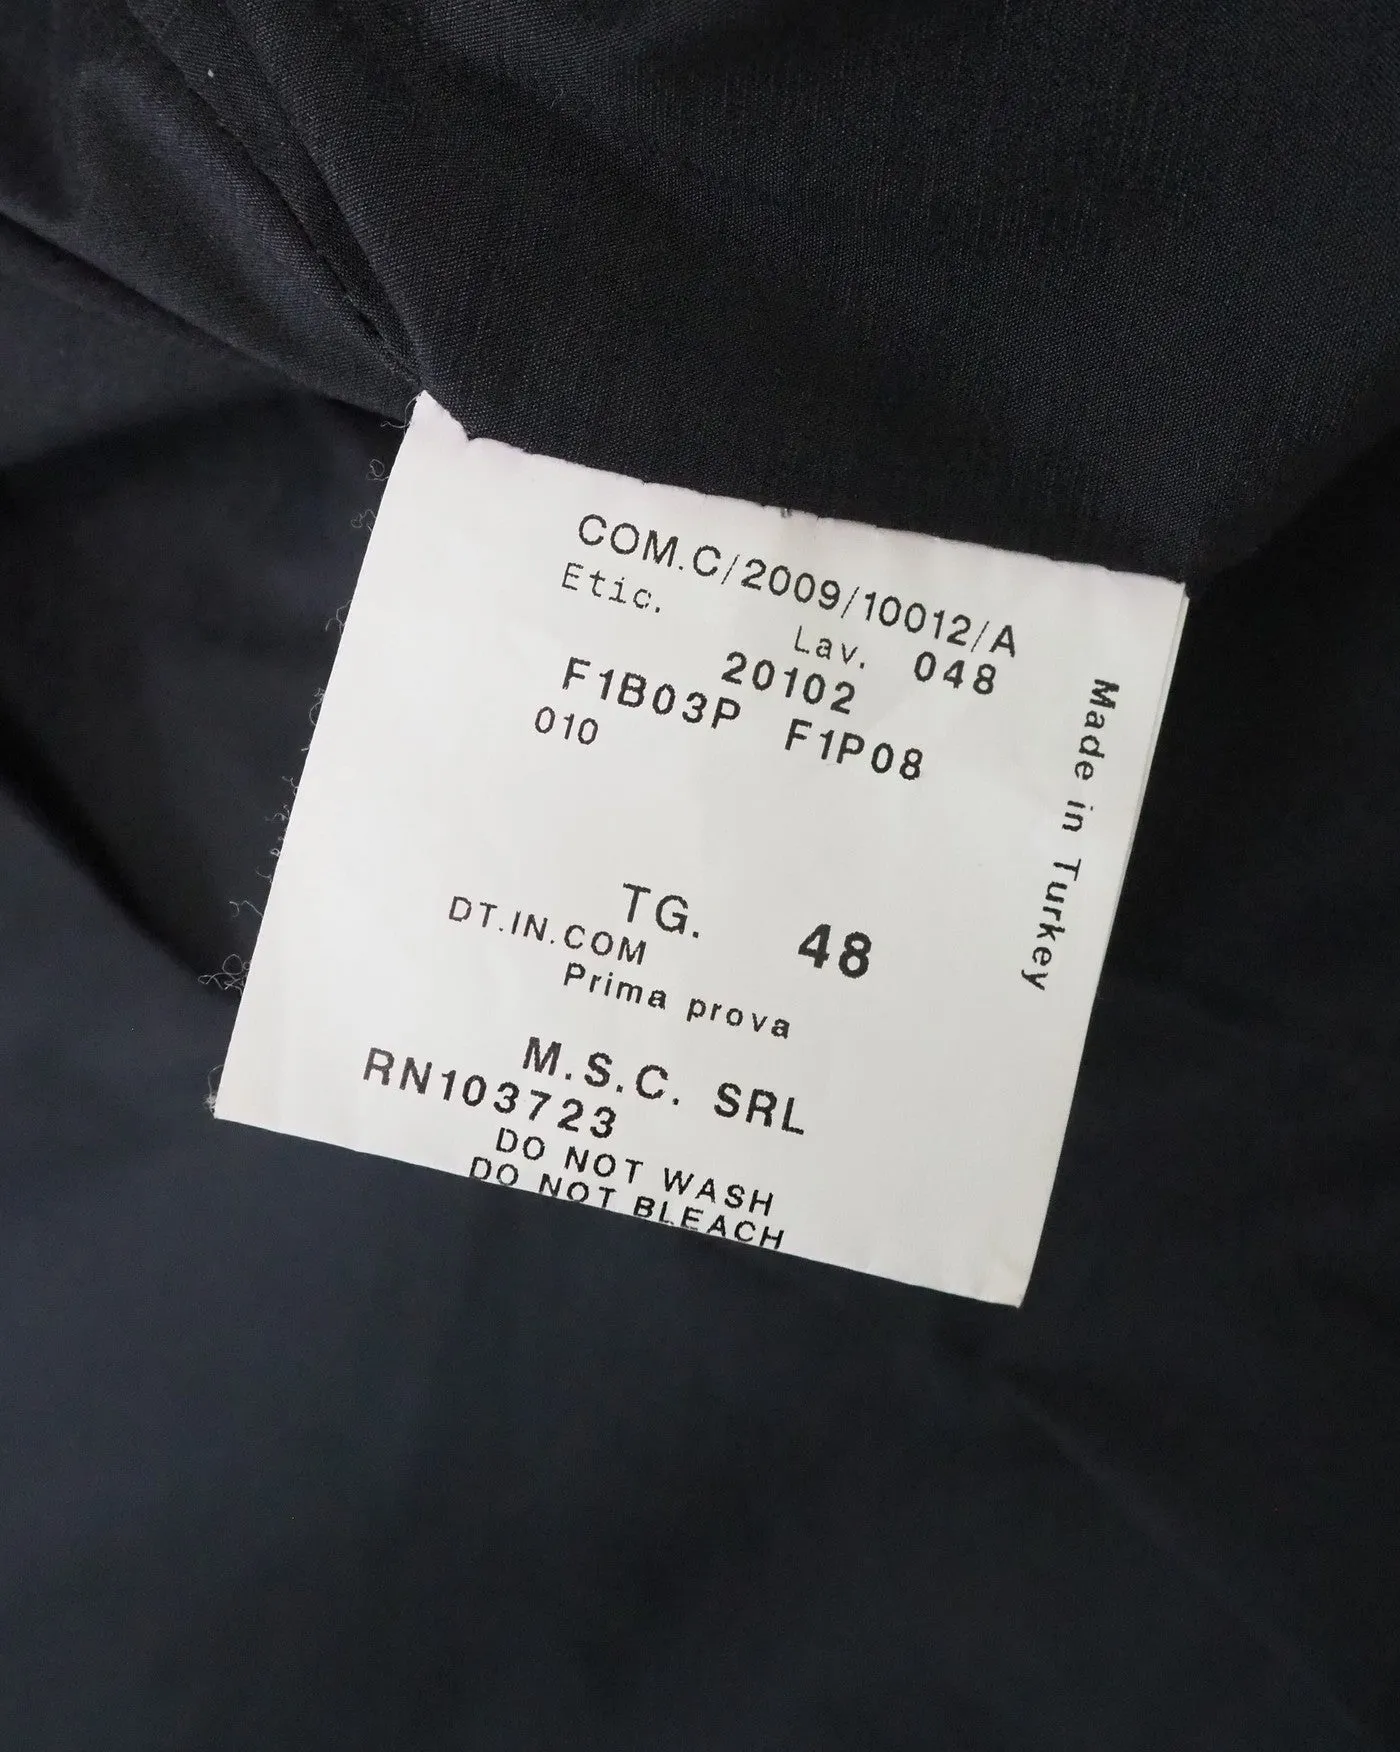 COM.C/2009/10012/A
Etic. Lav. 048
20102
F1B03P F1P08
010
TG. 48
DT.IN.COM
Prima prova
M.S.C. SRL
RN103723
DO NOT WASH
DO NOT BLEACH
Made in Turkey